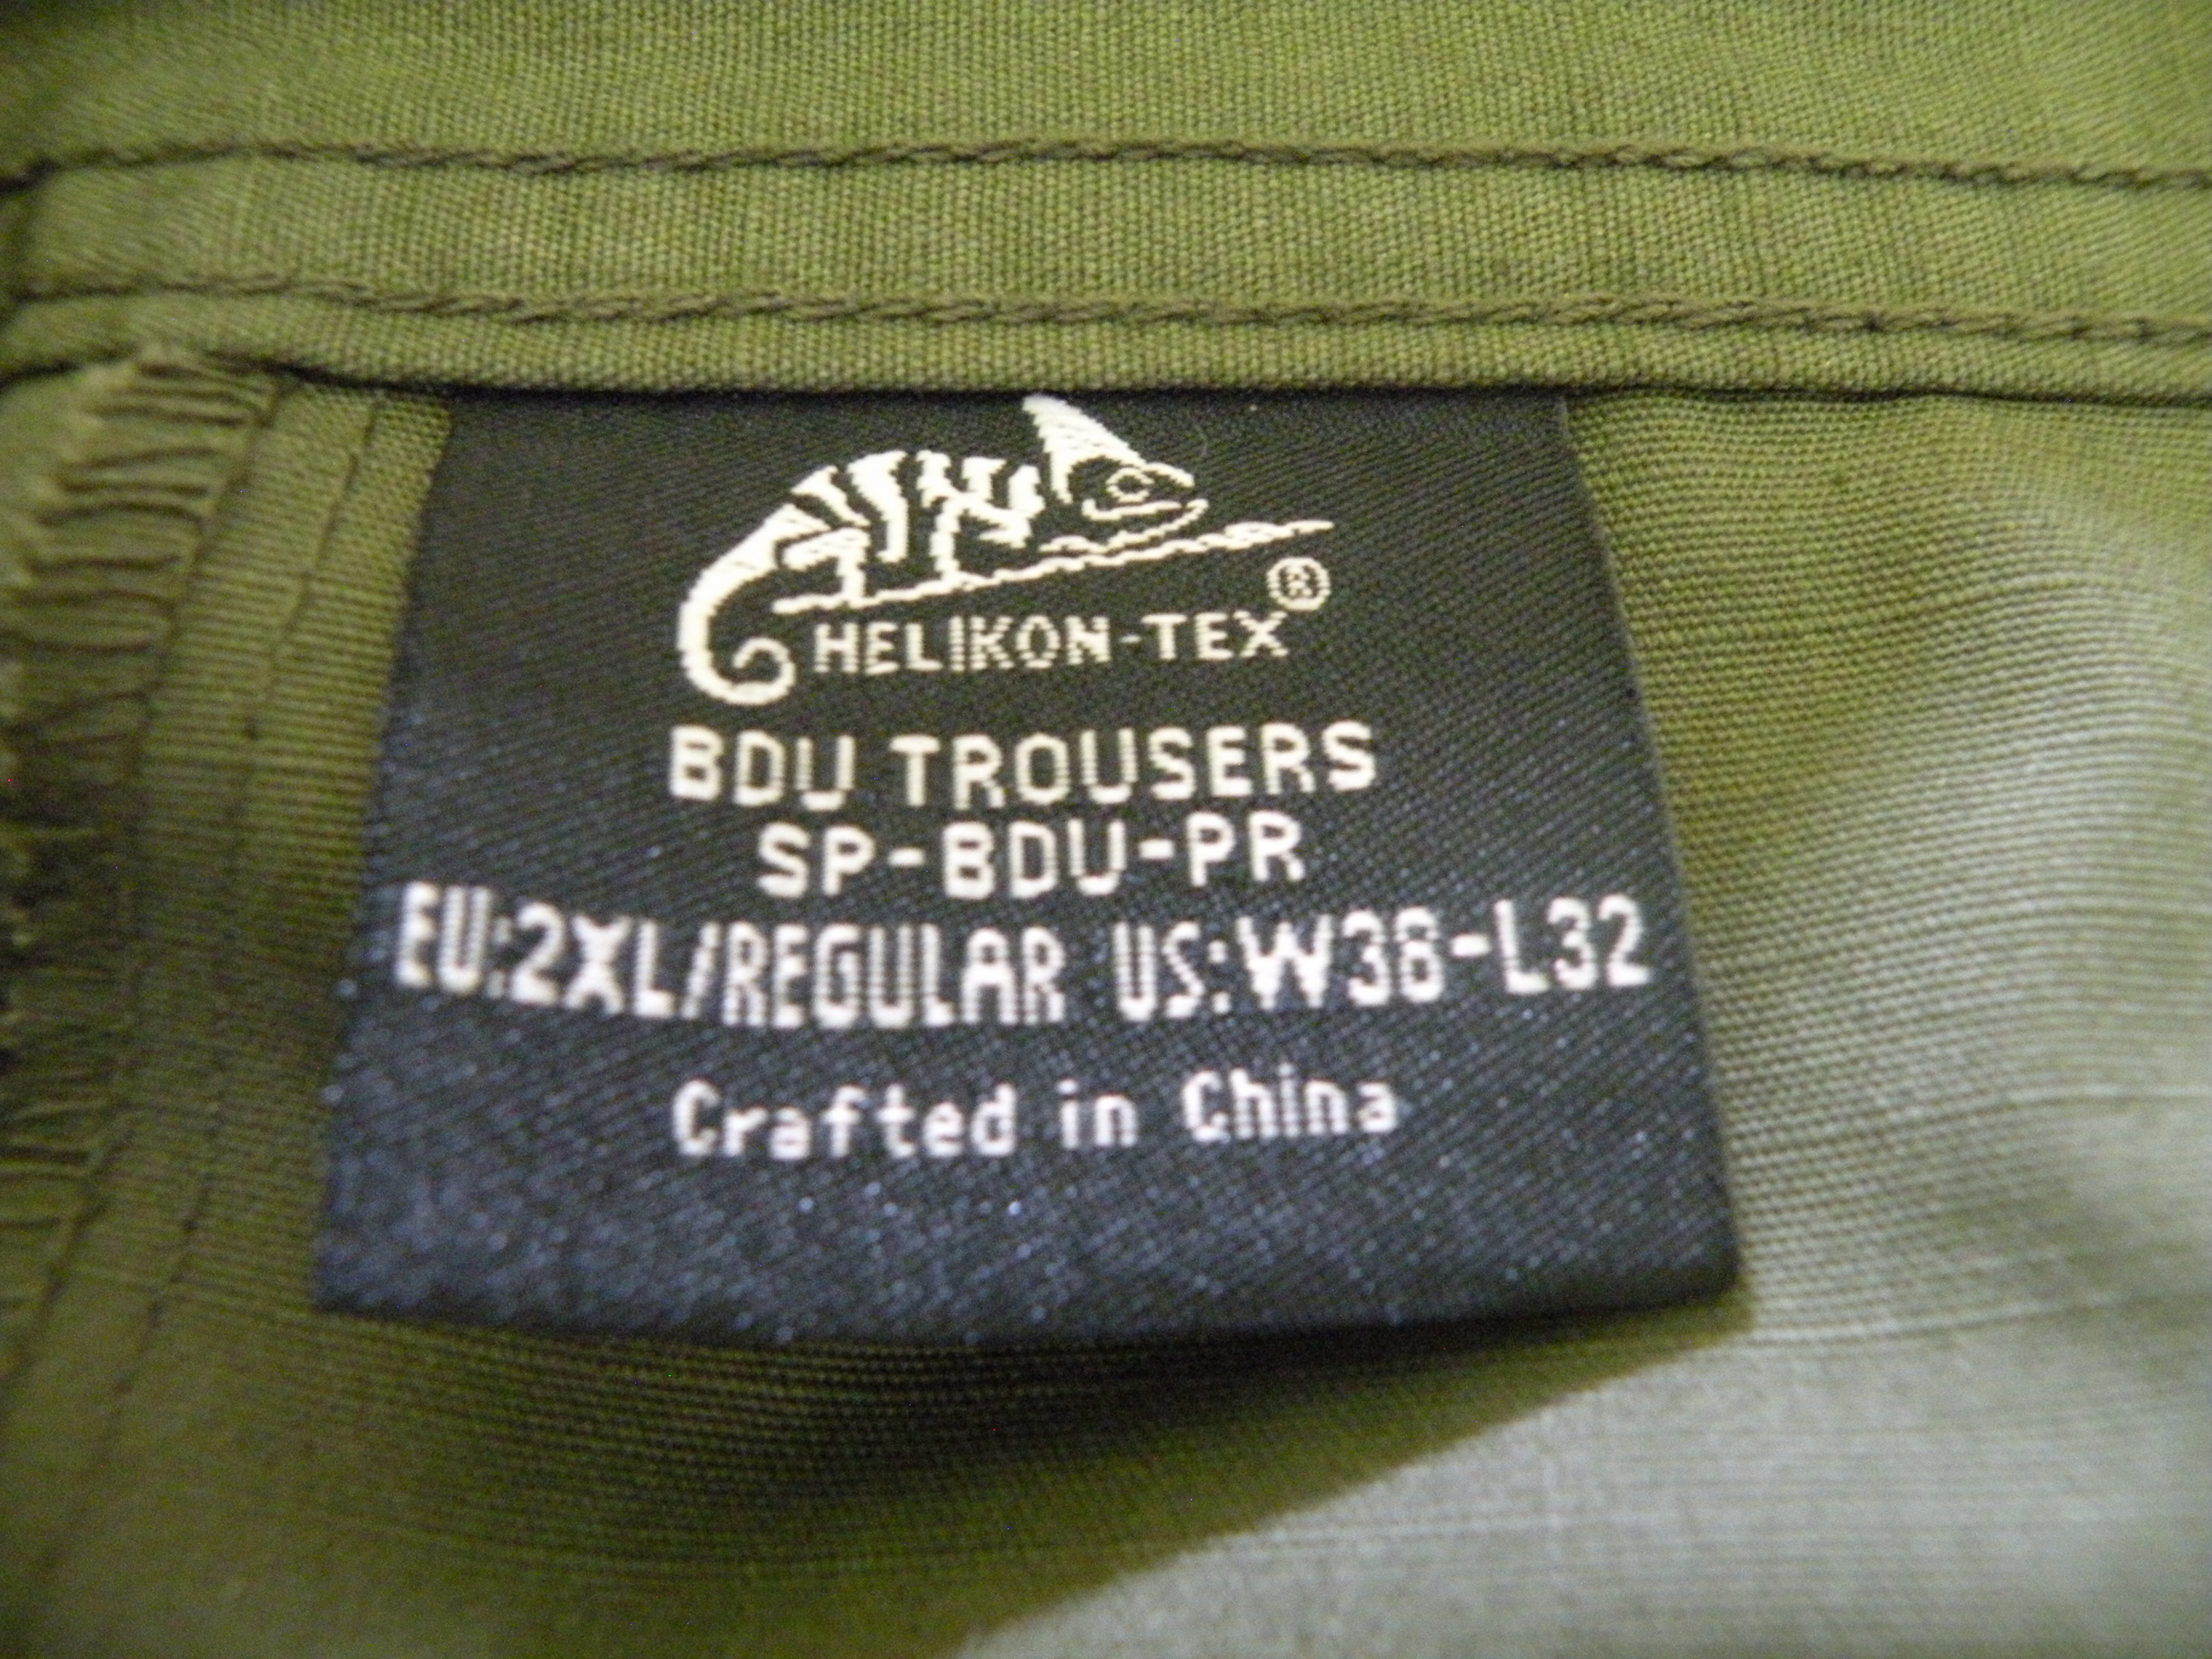 HELIKON-TEX®
BDU TROUSERS
SP-BDU-PR
EU:2XL/REGULAR US:W38-L32
Crafted in China